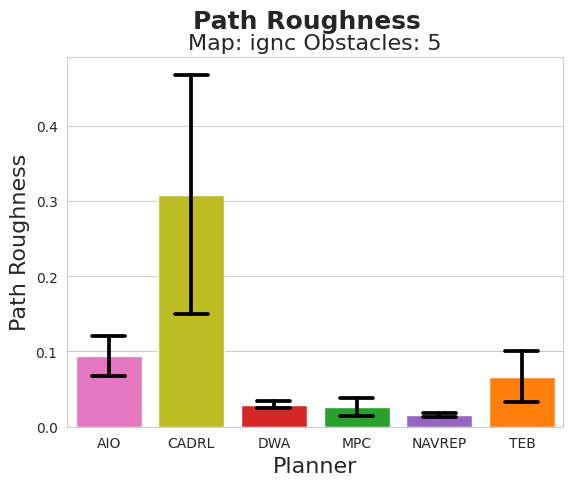 Path Roughness
Map: ignc Obstacles: 5
Path Roughness
0.4
0.3
0.2
0.1
0.0
AIO CADRL DWA MPC NAVREP TEB
Planner